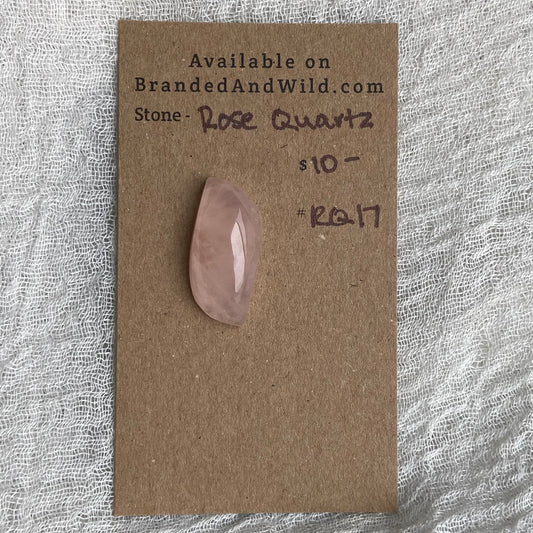 Available on
BrandedAndWild.com
Stone - Rose Quartz
$10-
#RQ17